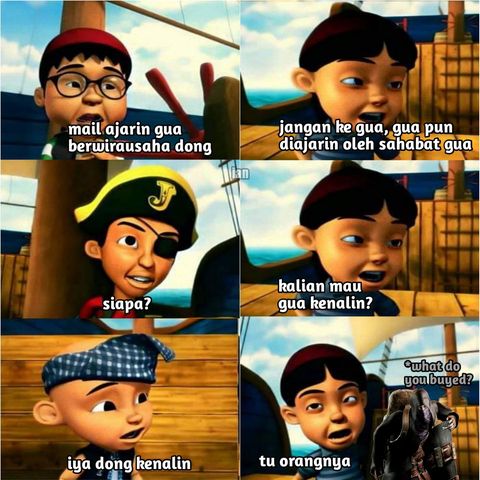 mail ajarin gua
berwirausaha dong
jangan ke gua, gua pun
diajarin oleh sahabat gua
ian
J
siapa?
kalian mau
gua kenalin?
iya dong kenalin
*what do
you buyed?
tu orangnya